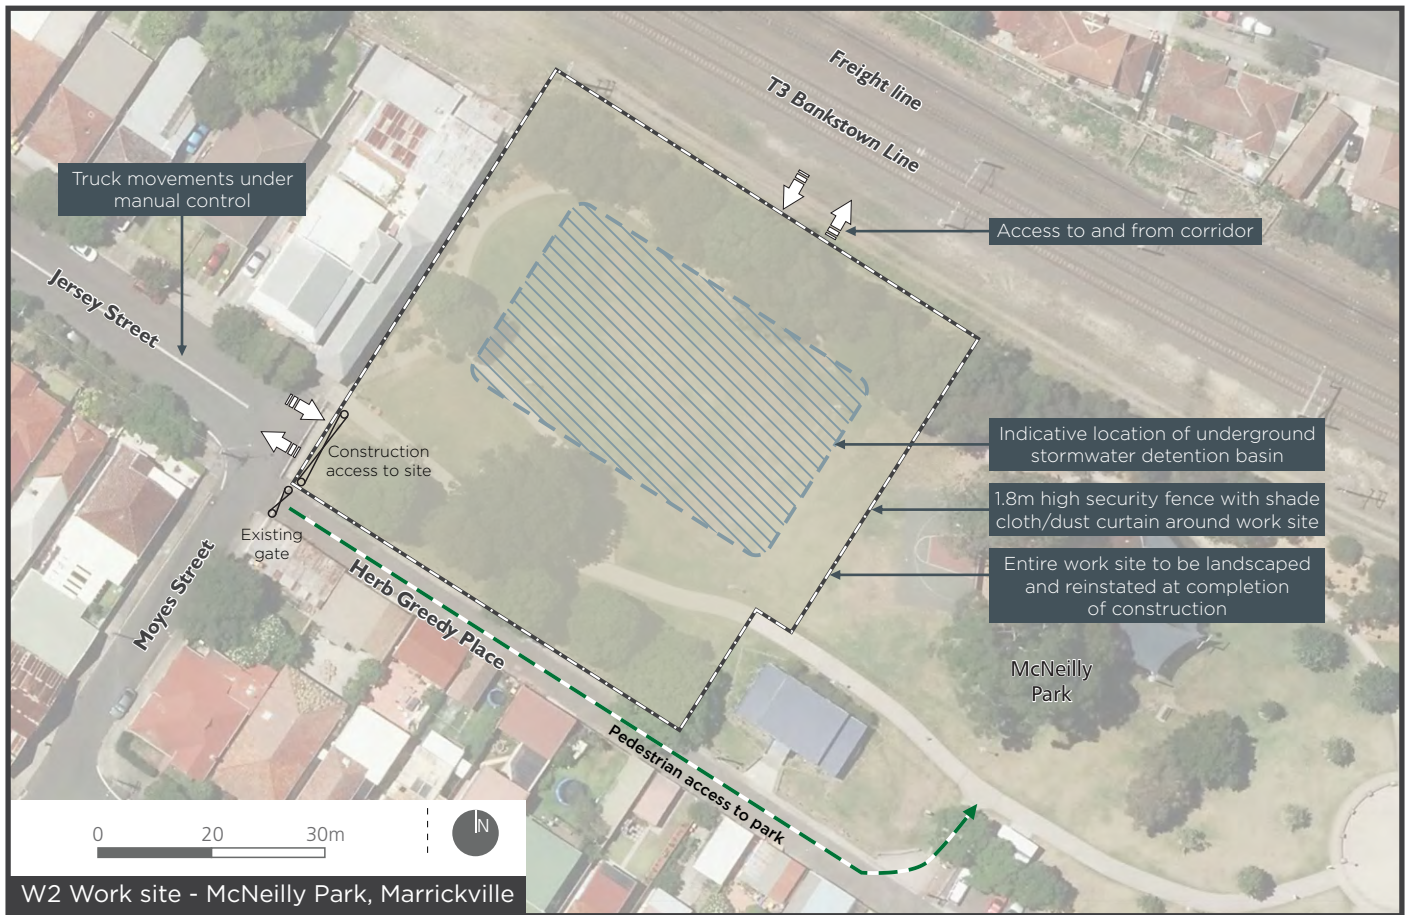 Freight line
T3 Bankstown Line
Truck movements under
manual control
Access to and from corridor
Jersey Street
Construction
access to site
Indicative location of underground
stormwater detention basin
1.8m high security fence with shade
cloth/dust curtain around work site
Existing
gate
Entire work site to be landscaped
and reinstated at completion
of construction
Moyes Street
Herb Greedy Place
McNeilly
Park
Pedestrian access to park
0 20 30m
N
W2 Work site - McNeilly Park, Marrickville